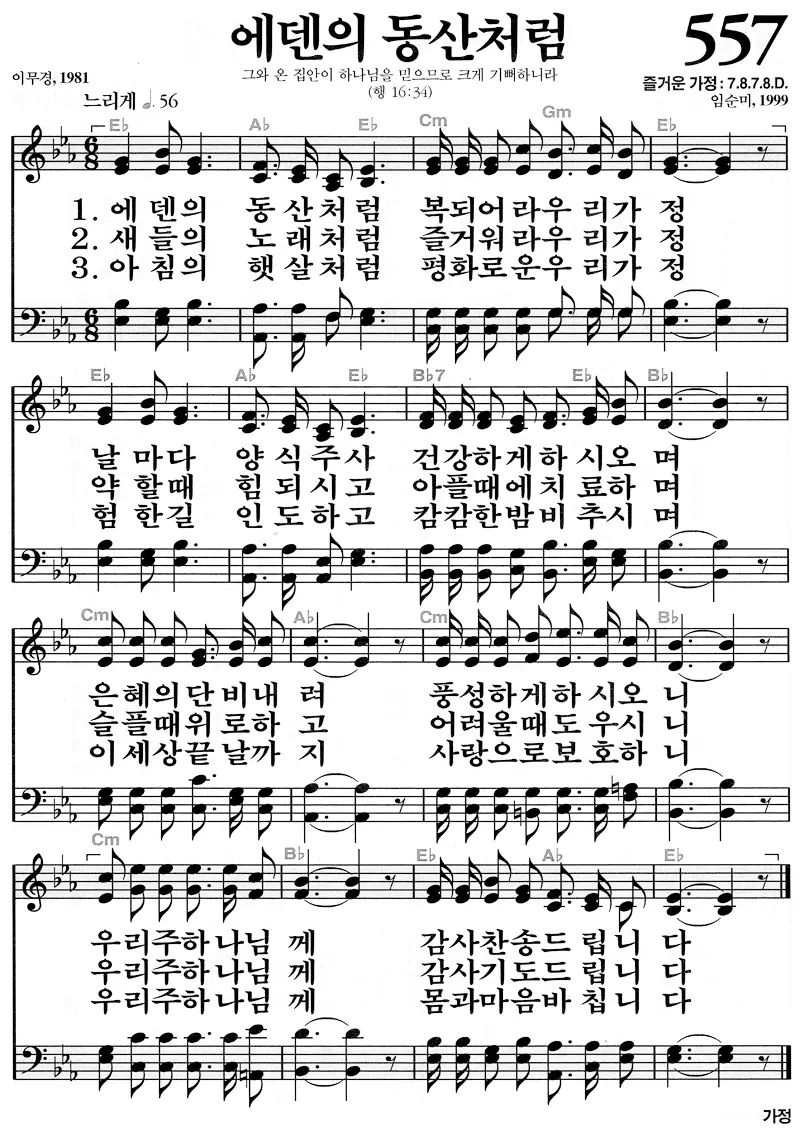 에덴의 동산처럼
557
그와 온 집안이 하나님을 믿으므로 크게 기뻐하니라
(행 16:34)
이무경, 1981
즐거운 가정 : 7.8.7.8.D.
임순미, 1999
느리게 ♩. 56
E♭ A♭ E♭ Cm Gm E♭
1. 에덴의 동산처럼 복되어라우리가정
2. 새들의 노래처럼 즐거워라우리가정
3. 아침의 햇살처럼 평화로운우리가정
E♭ A♭ E♭ B♭7 E♭ B♭
날마다 양식주사 건강하게하시오며
약할때 힘되시고 아플때에치료하며
험한길 인도하고 캄캄한밤비추시며
Cm A♭ Cm B♭
은혜의단비내려 풍성하게하시오니
슬플때위로하고 어려울때도우시니
이세상끝날까지 사랑으로보호하니
Cm B♭ E♭ A♭ E♭
우리주하나님께 감사찬송드립니다
우리주하나님께 감사기도드립니다
우리주하나님께 몸과마음바칩니다
가정